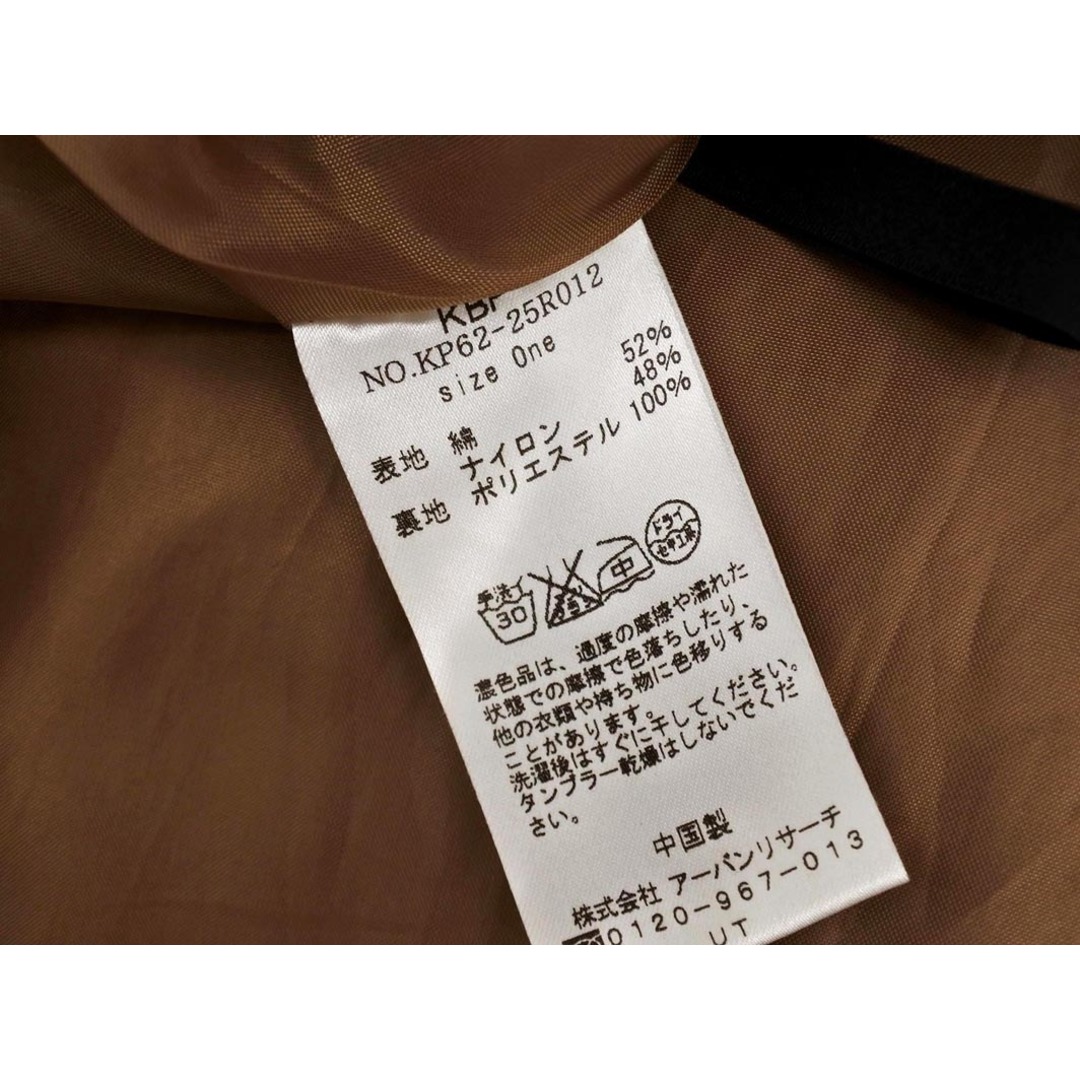 KBF
NO.KP62-25R012
size One
表地 綿 52%
ナイロン 48%
裏地 ポリエステル 100%
手洗イ 30
中
ドライ
セキユ系
濃色品は、過度の摩擦や濡れた
状態での摩擦で色落ちしたり、
他の衣類や持ち物に色移りする
ことがあります。
洗濯後はすぐに干してください。
タンブラー乾燥はしないでくだ
さい。
中国製
株式会社 アーバンリサーチ
0120-967-013
UT